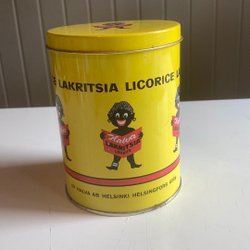 LAKRITSIA LICORICE
Halva
LAKRITSIA
OY HALVA AB HELSINKI HELSINGFORS